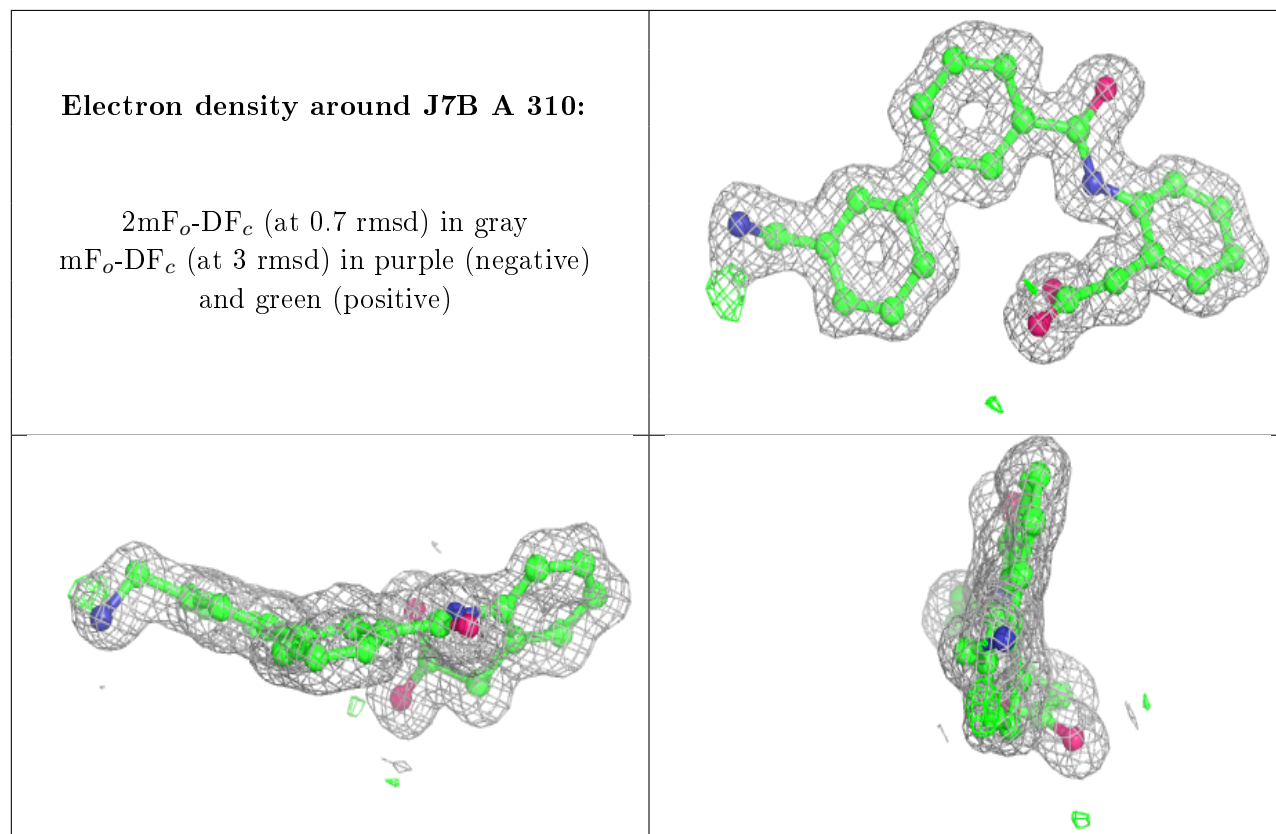 Electron density around J7B A 310:
2mFₒ-DF𝒸 (at 0.7 rmsd) in gray
mFₒ-DF𝒸 (at 3 rmsd) in purple (negative)
and green (positive)